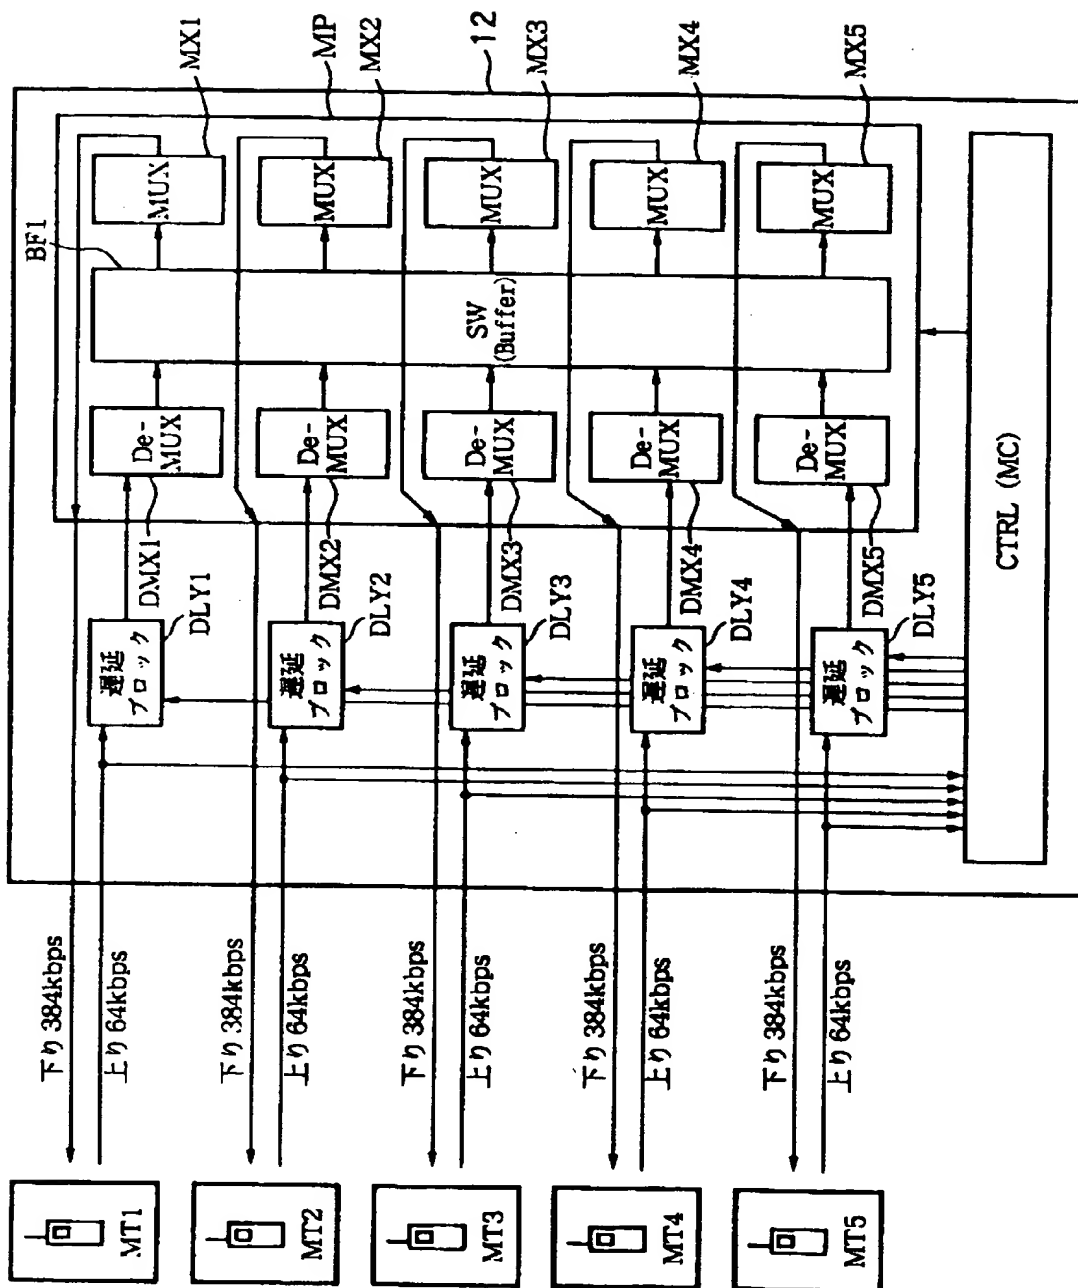 MT1
下り 384kbps
上り 64kbps
遅延
ブロック
DLY1
DMX1
De-
MUX
BF1
MUX
MX1
MP
MT2
下り 384kbps
上り 64kbps
遅延
ブロック
DLY2
DMX2
De-
MUX
MUX
MX2
12
MT3
下り 384kbps
上り 64kbps
遅延
ブロック
DLY3
DMX3
De-
MUX
SW
(Buffer)
MUX
MX3
MT4
下り 384kbps
上り 64kbps
遅延
ブロック
DLY4
DMX4
De-
MUX
MUX
MX4
MT5
下り 384kbps
上り 64kbps
遅延
ブロック
DLY5
DMX5
De-
MUX
MUX
MX5
CTRL (MC)